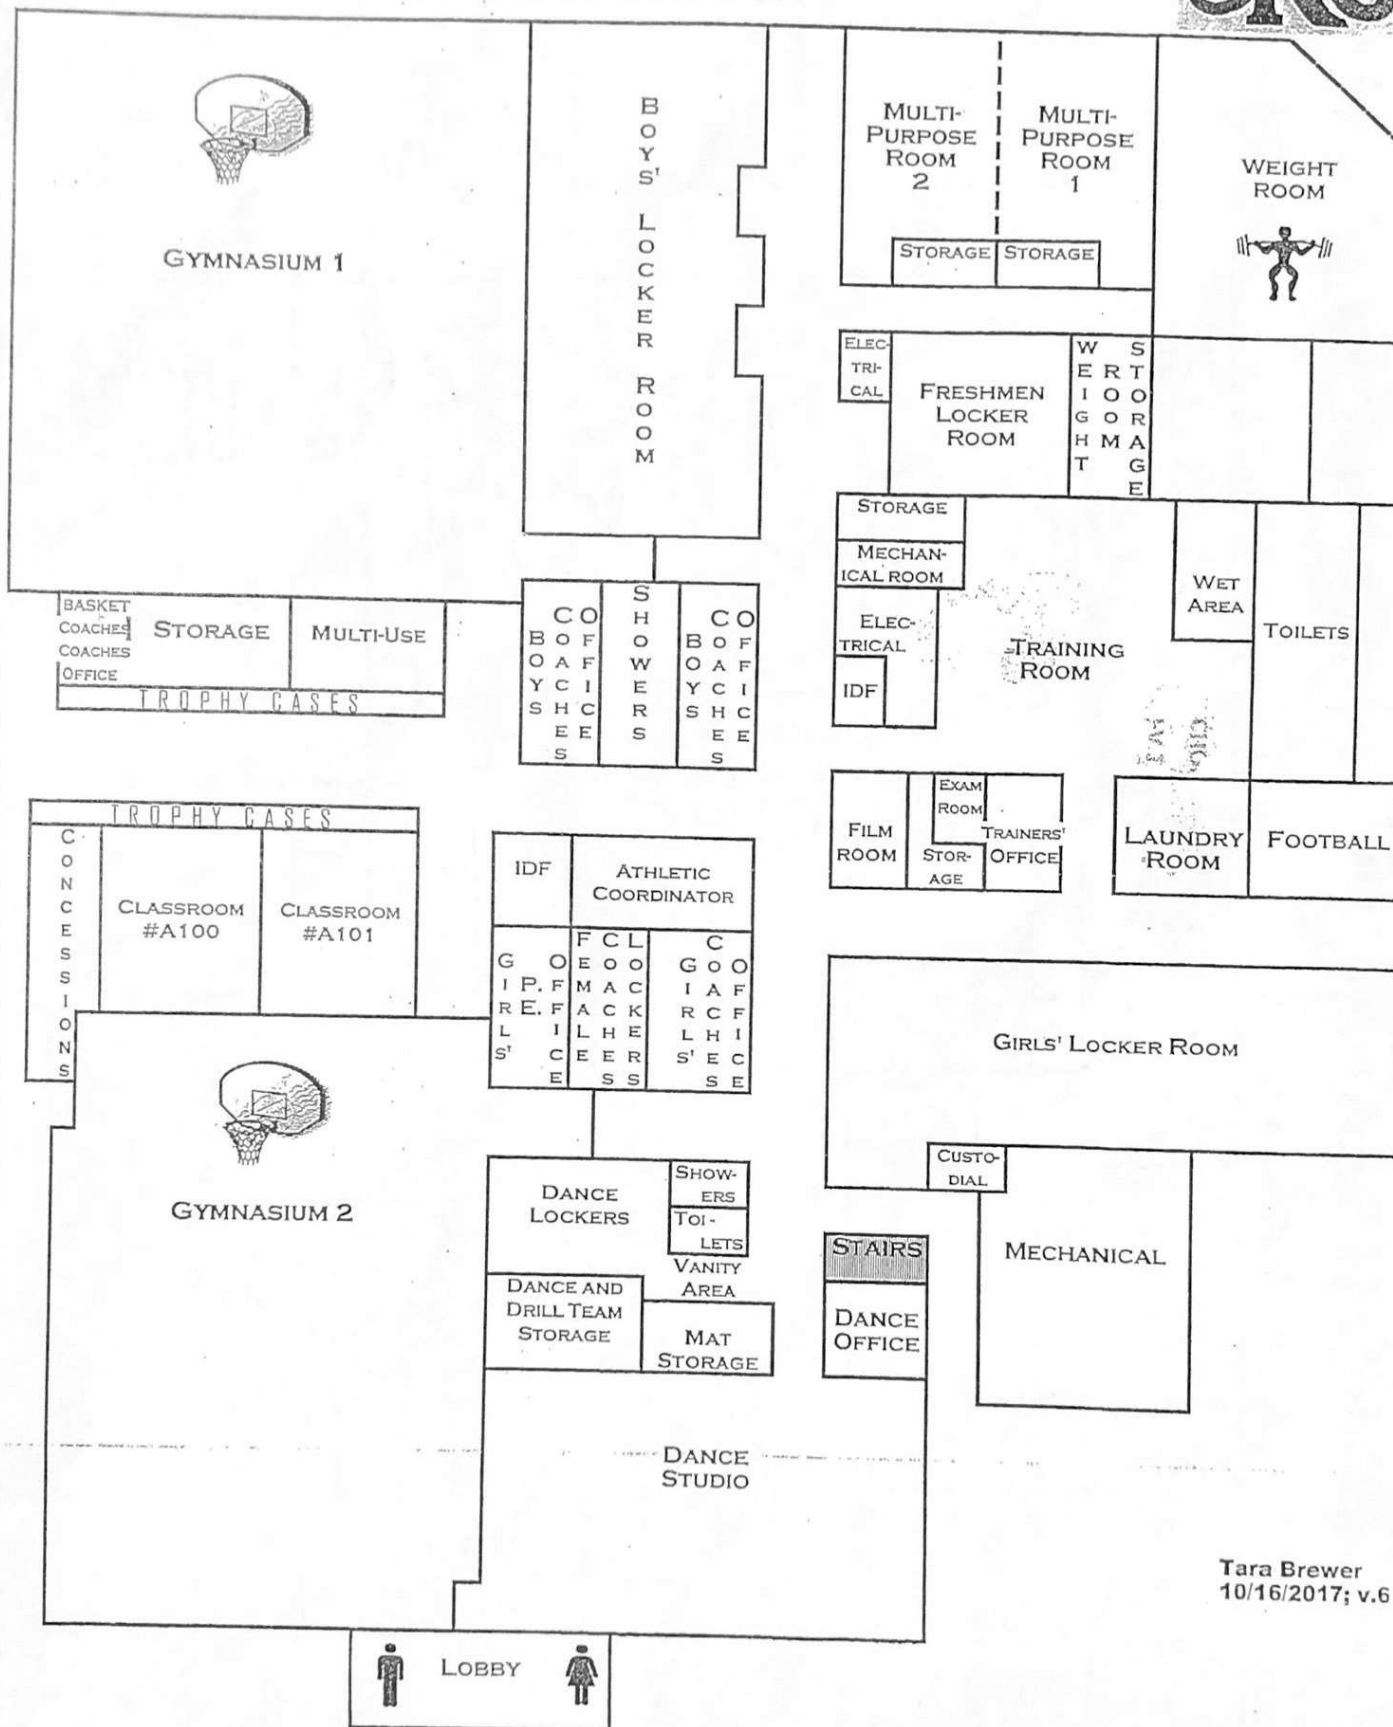 GYMNASIUM 1
BOYS' LOCKER ROOM
MULTI-
PURPOSE
ROOM
2
MULTI-
PURPOSE
ROOM
1
STORAGE
STORAGE
WEIGHT
ROOM
ELEC-
TRI-
CAL
FRESHMEN
LOCKER
ROOM
WEIGHT
ROOM
STORAGE
BASKET
COACHES
COACHES
OFFICE
STORAGE
MULTI-USE
TROPHY CASES
BOYS
COACHES
OFFICE
SHOWERS
BOYS
COACHES
OFFICE
STORAGE
MECHAN-
ICAL ROOM
ELEC-
TRICAL
IDF
TRAINING
ROOM
WET
AREA
TOILETS
TROPHY CASES
CONCESSIONS
CLASSROOM
#A100
CLASSROOM
#A101
IDF
ATHLETIC
COORDINATOR
GIRLS'
P.E.
OFFICE
FEMALE
COACHES
LOCKERS
GIRLS'
COACHES
OFFICE
FILM
ROOM
EXAM
ROOM
STOR-
AGE
TRAINERS'
OFFICE
LAUNDRY
ROOM
FOOTBALL
GIRLS' LOCKER ROOM
CUSTO-
DIAL
MECHANICAL
GYMNASIUM 2
DANCE
LOCKERS
SHOW-
ERS
TOI-
LETS
VANITY
AREA
DANCE AND
DRILL TEAM
STORAGE
MAT
STORAGE
STAIRS
DANCE
OFFICE
DANCE
STUDIO
LOBBY
Tara Brewer
10/16/2017; v.6